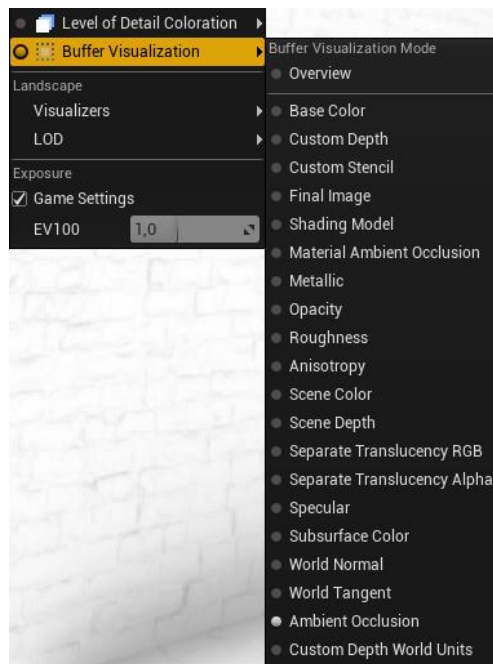 Level of Detail Coloration
Buffer Visualization
Landscape
Visualizers
LOD
Exposure
Game Settings
EV100 1,0
Buffer Visualization Mode
Overview
Base Color
Custom Depth
Custom Stencil
Final Image
Shading Model
Material Ambient Occlusion
Metallic
Opacity
Roughness
Anisotropy
Scene Color
Scene Depth
Separate Translucency RGB
Separate Translucency Alpha
Specular
Subsurface Color
World Normal
World Tangent
Ambient Occlusion
Custom Depth World Units